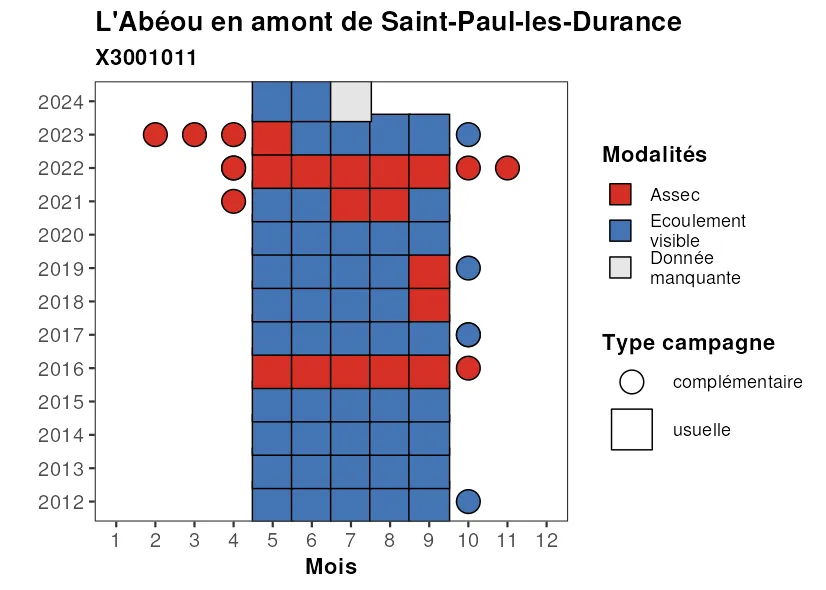 L'Abéou en amont de Saint-Paul-les-Durance
X3001011
2024
2023
2022
2021
2020
2019
2018
2017
2016
2015
2014
2013
2012
1 2 3 4 5 6 7 8 9 10 11 12
Mois
Modalités
Assec
Ecoulement
visible
Donnée
manquante
Type campagne
complémentaire
usuelle